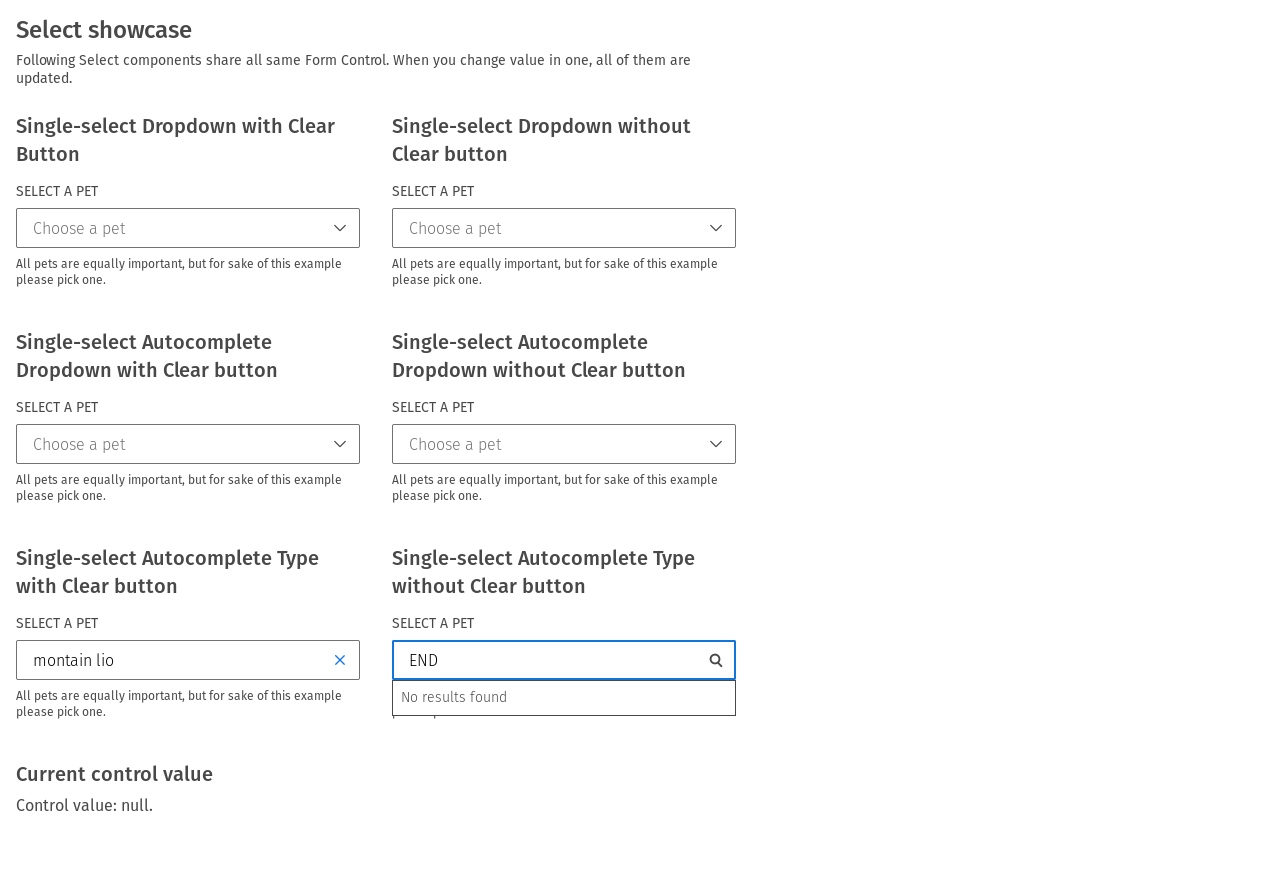 Select showcase
Following Select components share all same Form Control. When you change value in one, all of them are
updated.
Single-select Dropdown with Clear
Button
SELECT A PET
Choose a pet
All pets are equally important, but for sake of this example
please pick one.
Single-select Dropdown without
Clear button
SELECT A PET
Choose a pet
All pets are equally important, but for sake of this example
please pick one.
Single-select Autocomplete
Dropdown with Clear button
SELECT A PET
Choose a pet
All pets are equally important, but for sake of this example
please pick one.
Single-select Autocomplete
Dropdown without Clear button
SELECT A PET
Choose a pet
All pets are equally important, but for sake of this example
please pick one.
Single-select Autocomplete Type
with Clear button
SELECT A PET
montain lio
All pets are equally important, but for sake of this example
please pick one.
Single-select Autocomplete Type
without Clear button
SELECT A PET
END
No results found
Current control value
Control value: null.